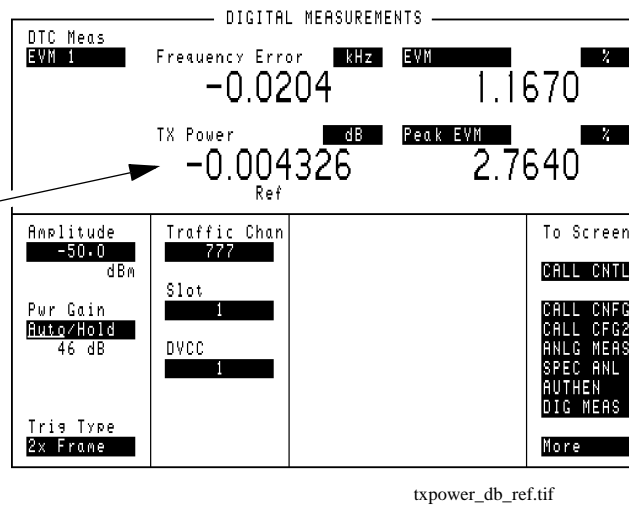 DIGITAL MEASUREMENTS
DTC Meas
EVM 1
Frequency Error kHz
-0.0204
EVM %
1.1670
TX Power dB
-0.004326
Ref
Peak EVM %
2.7640
Amplitude
-50.0
dBm
Pwr Gain
Auto/Hold
46 dB
Trig Type
2x Frame
Traffic Chan
777
Slot
1
DVCC
1
To Screen
CALL CNTL
CALL CNFG
CALL CFG2
ANLG MEAS
SPEC ANL
AUTHEN
DIG MEAS
More
txpower_db_ref.tif